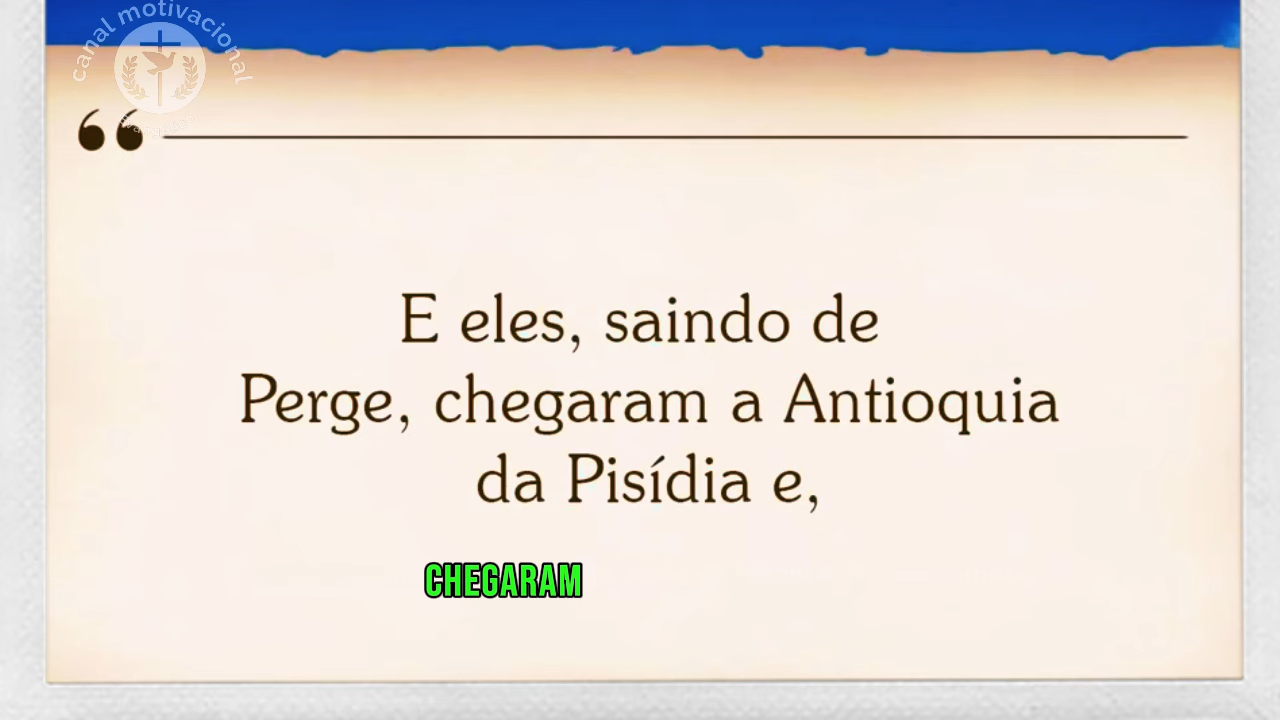 canal motivacional
“
E eles, saindo de
Perge, chegaram a Antioquia
da Pisídia e,
CHEGARAM